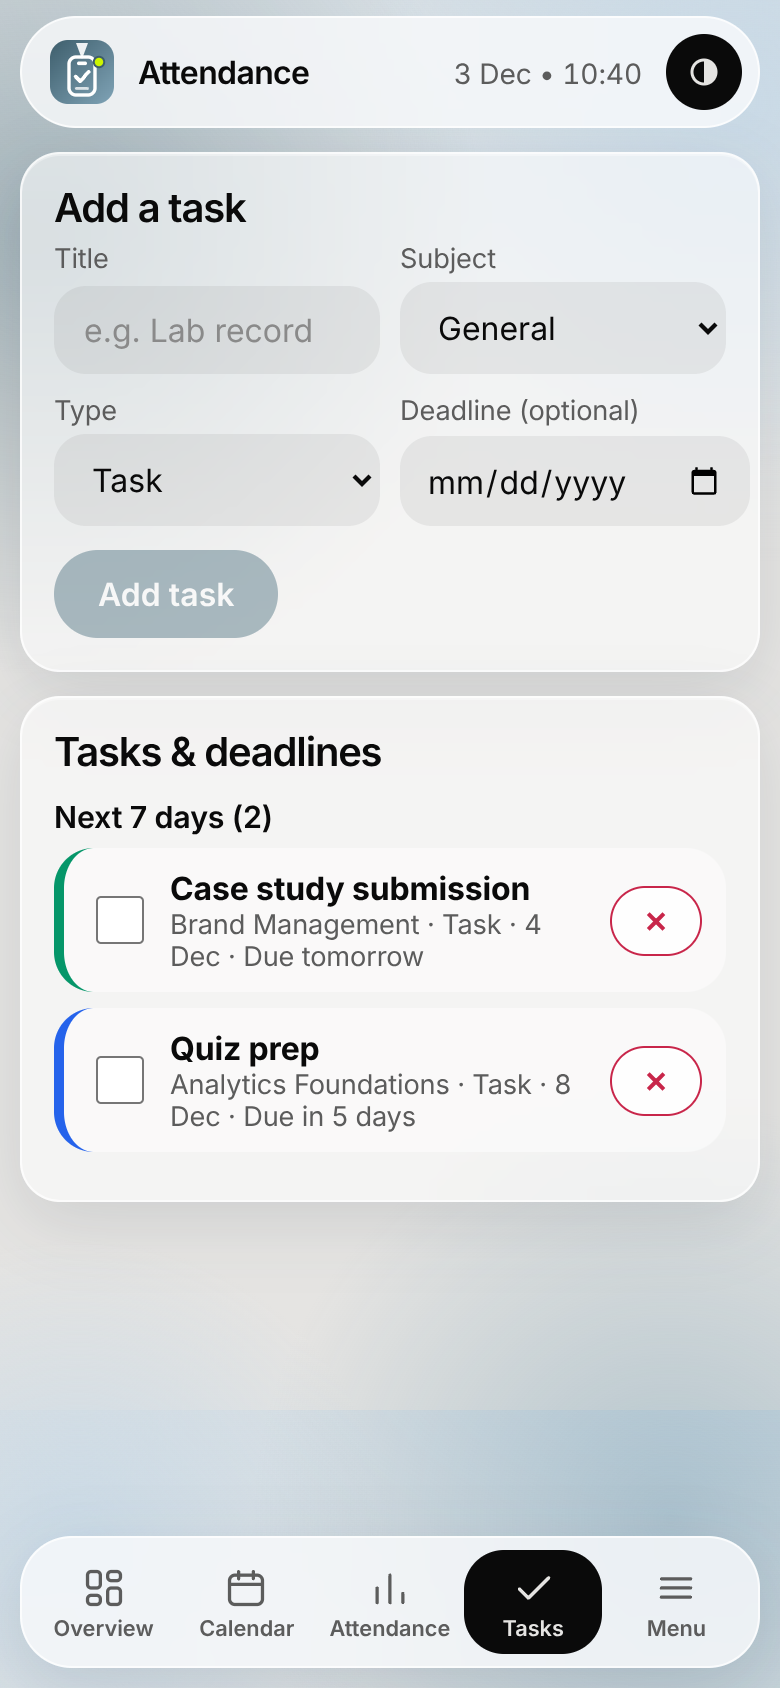 Attendance
3 Dec • 10:40
Add a task
Title
Subject
e.g. Lab record
General
Type
Deadline (optional)
Task
mm/dd/yyyy
Add task
Tasks & deadlines
Next 7 days (2)
Case study submission
Brand Management · Task · 4
Dec · Due tomorrow
Quiz prep
Analytics Foundations · Task · 8
Dec · Due in 5 days
Overview
Calendar
Attendance
Tasks
Menu